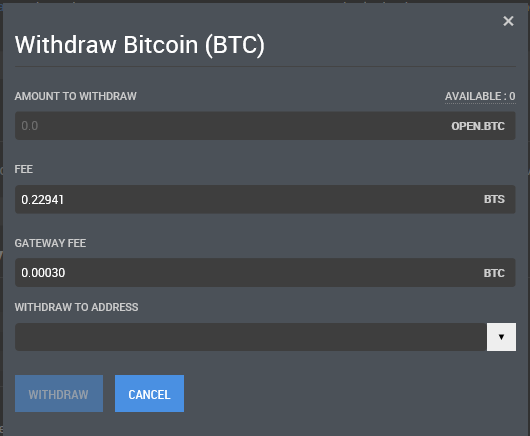 ×
Withdraw Bitcoin (BTC)
AMOUNT TO WITHDRAW AVAILABLE : 0
0.0 OPEN.BTC
FEE
0.22941 BTS
GATEWAY FEE
0.00030 BTC
WITHDRAW TO ADDRESS
▼
WITHDRAW CANCEL